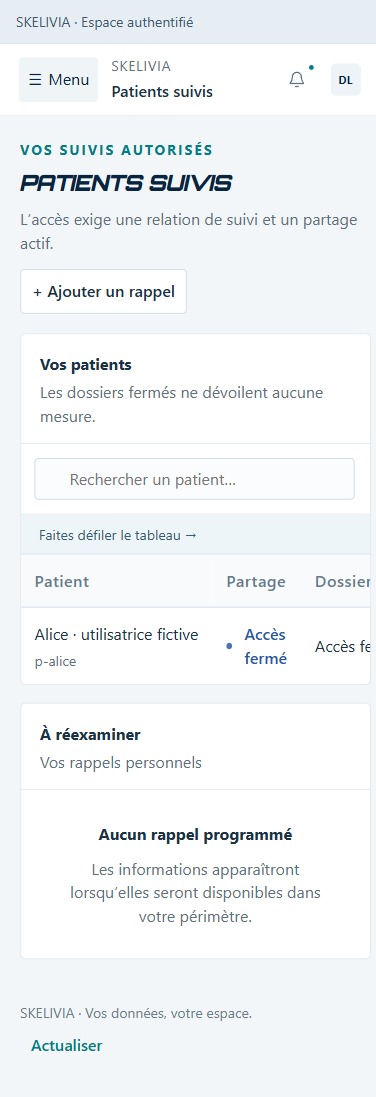 SKELIVIA · Espace authentifié
☰ Menu
SKELIVIA
Patients suivis
DL
VOS SUIVIS AUTORISÉS
PATIENTS SUIVIS
L’accès exige une relation de suivi et un partage
actif.
+ Ajouter un rappel
Vos patients
Les dossiers fermés ne dévoilent aucune
mesure.
Rechercher un patient…
Faites défiler le tableau →
Patient Partage Dossier
Alice · utilisatrice fictive
p-alice
Accès
fermé
Accès fe
À réexaminer
Vos rappels personnels
Aucun rappel programmé
Les informations apparaîtront
lorsqu’elles seront disponibles dans
votre périmètre.
SKELIVIA · Vos données, votre espace.
Actualiser